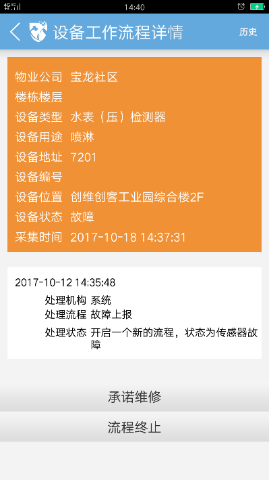 14:40
设备工作流程详情
历史
物业公司 宝龙社区
楼栋楼层
设备类型 水表（压）检测器
设备用途 喷淋
设备地址 7201
设备编号
设备位置 创维创客工业园综合楼2F
设备状态 故障
采集时间 2017-10-18 14:37:31
2017-10-12 14:35:48
处理机构 系统
处理流程 故障上报
处理状态 开启一个新的流程，状态为传感器故
障
承诺维修
流程终止